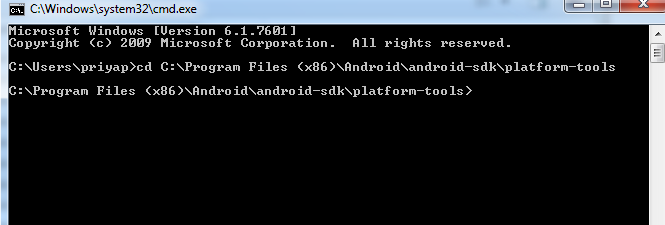 C:\Windows\system32\cmd.exe
Microsoft Windows [Version 6.1.7601]
Copyright (c) 2009 Microsoft Corporation.  All rights reserved.
C:\Users\priyap>cd C:\Program Files (x86)\Android\android-sdk\platform-tools
C:\Program Files (x86)\Android\android-sdk\platform-tools>